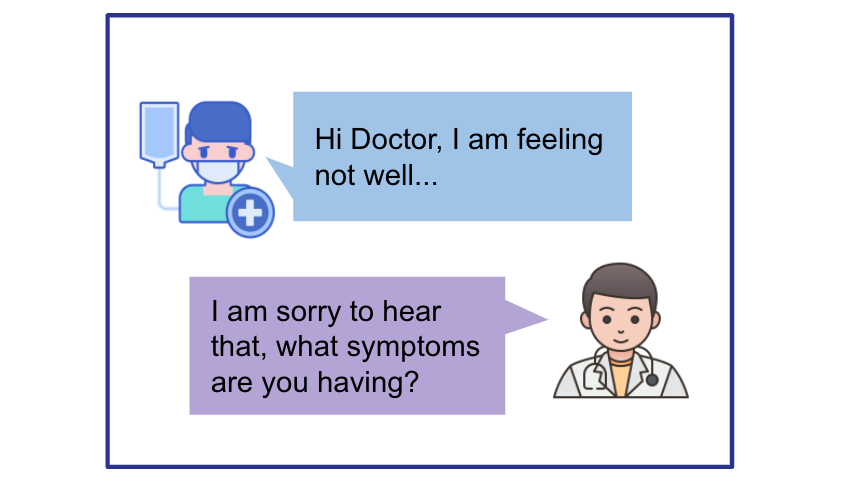 Hi Doctor, I am feeling
not well...
I am sorry to hear
that, what symptoms
are you having?